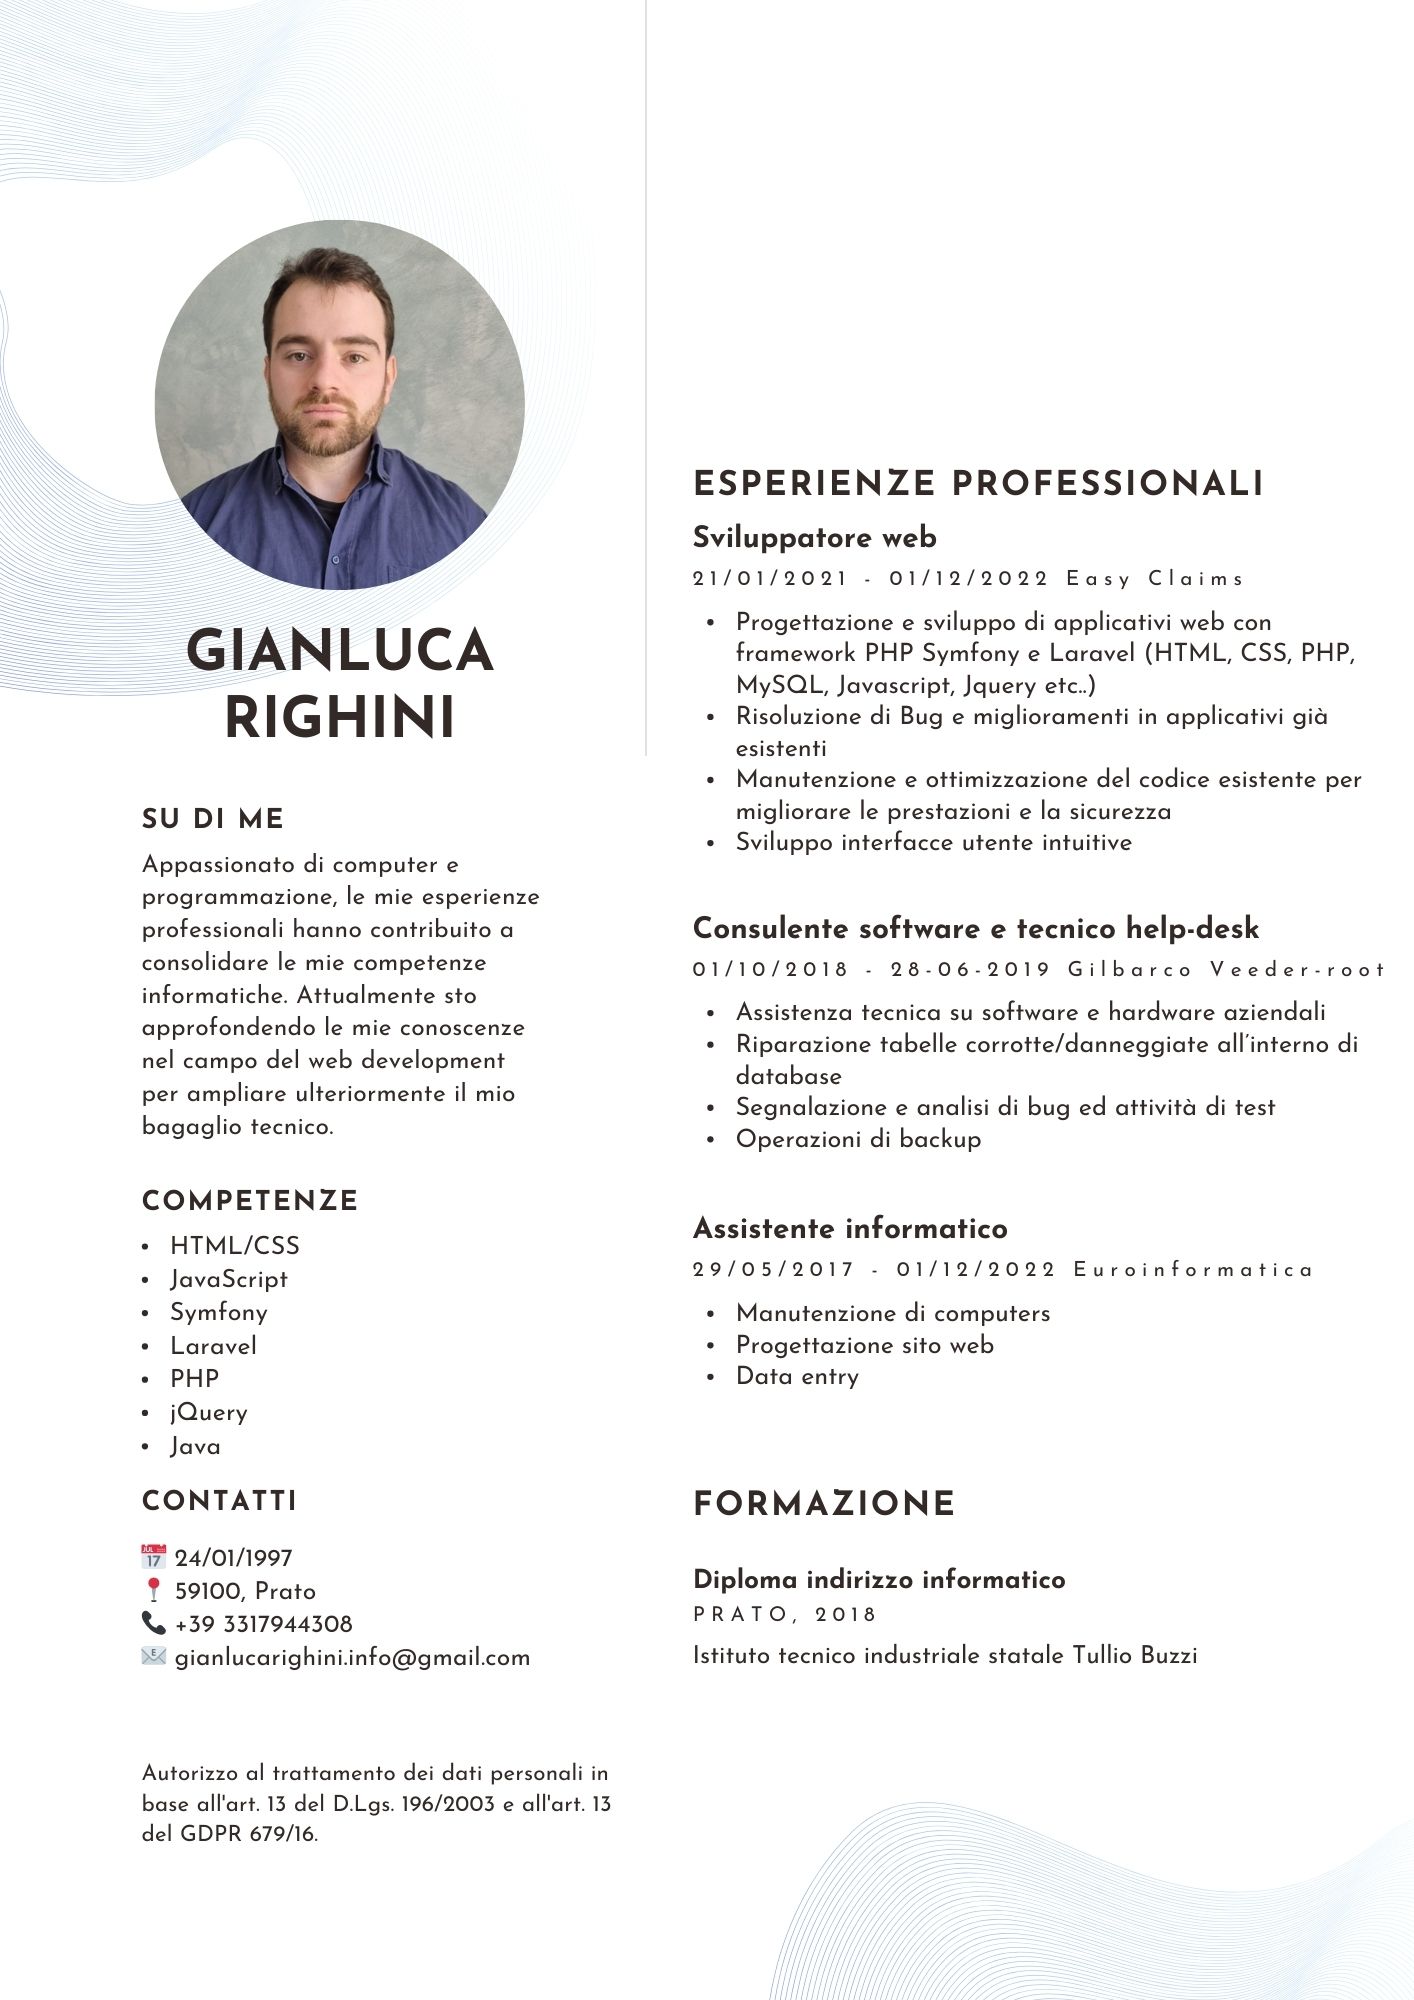 GIANLUCA
RIGHINI
SU DI ME
Appassionato di computer e
programmazione, le mie esperienze
professionali hanno contribuito a
consolidare le mie competenze
informatiche. Attualmente sto
approfondendo le mie conoscenze
nel campo del web development
per ampliare ulteriormente il mio
bagaglio tecnico.
COMPETENZE
• HTML/CSS
• JavaScript
• Symfony
• Laravel
• PHP
• jQuery
• Java
CONTATTI
📅 24/01/1997
📍 59100, Prato
📞 +39 3317944308
📧 gianlucarighini.info@gmail.com
Autorizzo al trattamento dei dati personali in
base all'art. 13 del D.Lgs. 196/2003 e all'art. 13
del GDPR 679/16.
ESPERIENZE PROFESSIONALI
Sviluppatore web
21/01/2021 - 01/12/2022 Easy Claims
• Progettazione e sviluppo di applicativi web con
framework PHP Symfony e Laravel (HTML, CSS, PHP,
MySQL, Javascript, Jquery etc..)
• Risoluzione di Bug e miglioramenti in applicativi già
esistenti
• Manutenzione e ottimizzazione del codice esistente per
migliorare le prestazioni e la sicurezza
• Sviluppo interfacce utente intuitive
Consulente software e tecnico help-desk
01/10/2018 - 28-06-2019 Gilbarco Veeder-root
• Assistenza tecnica su software e hardware aziendali
• Riparazione tabelle corrotte/danneggiate all'interno di
database
• Segnalazione e analisi di bug ed attività di test
• Operazioni di backup
Assistente informatico
29/05/2017 - 01/12/2022 Euroinformatica
• Manutenzione di computers
• Progettazione sito web
• Data entry
FORMAZIONE
Diploma indirizzo informatico
PRATO, 2018
Istituto tecnico industriale statale Tullio Buzzi